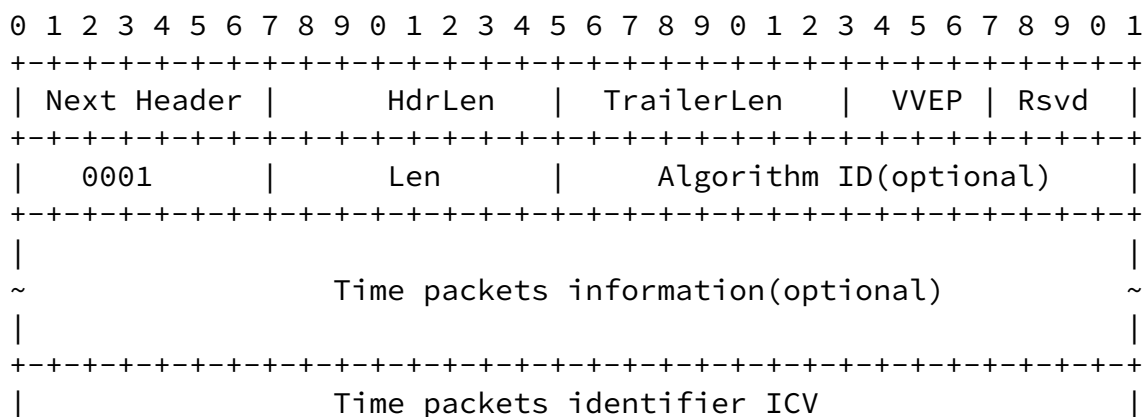 0 1 2 3 4 5 6 7 8 9 0 1 2 3 4 5 6 7 8 9 0 1 2 3 4 5 6 7 8 9 0 1
+-+-+-+-+-+-+-+-+-+-+-+-+-+-+-+-+-+-+-+-+-+-+-+-+-+-+-+-+-+-+-+-+
| Next Header |      HdrLen    |  TrailerLen   |  VVEP | Rsvd  |
+-+-+-+-+-+-+-+-+-+-+-+-+-+-+-+-+-+-+-+-+-+-+-+-+-+-+-+-+-+-+-+-+
|   0001      |      Len       |     Algorithm ID(optional)    |
+-+-+-+-+-+-+-+-+-+-+-+-+-+-+-+-+-+-+-+-+-+-+-+-+-+-+-+-+-+-+-+-+
|                                                              |
~                 Time packets information(optional)           ~
|                                                              |
+-+-+-+-+-+-+-+-+-+-+-+-+-+-+-+-+-+-+-+-+-+-+-+-+-+-+-+-+-+-+-+-+
|                 Time packets identifier ICV                  |